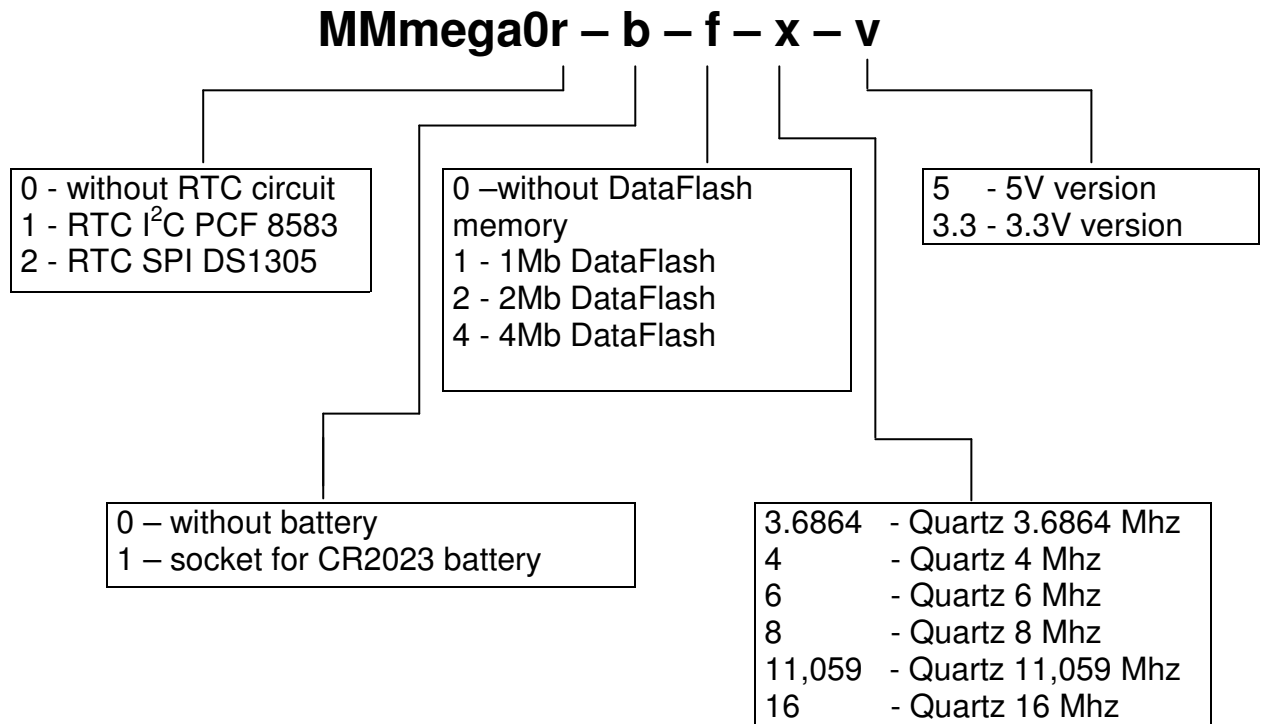 MMmega0r – b – f – x – v
0 - without RTC circuit
1 - RTC I²C PCF 8583
2 - RTC SPI DS1305
0 –without DataFlash
memory
1 - 1Mb DataFlash
2 - 2Mb DataFlash
4 - 4Mb DataFlash
5 - 5V version
3.3 - 3.3V version
0 – without battery
1 – socket for CR2023 battery
3.6864 - Quartz 3.6864 Mhz
4 - Quartz 4 Mhz
6 - Quartz 6 Mhz
8 - Quartz 8 Mhz
11,059 - Quartz 11,059 Mhz
16 - Quartz 16 Mhz